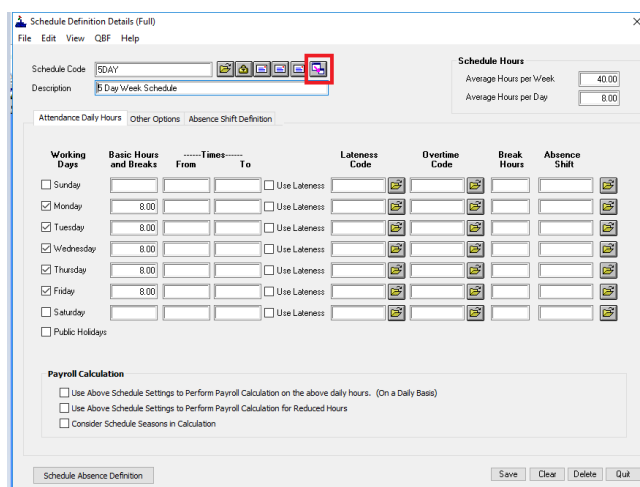 Schedule Definition Details (Full)
File Edit View QBF Help
Schedule Code 5DAY
Description 5 Day Week Schedule
Schedule Hours
Average Hours per Week 40.00
Average Hours per Day 8.00
Attendance Daily Hours Other Options Absence Shift Definition
Working Days Basic Hours and Breaks ------Times------ From To Lateness Code Overtime Code Break Hours Absence Shift
Sunday Use Lateness
Monday 8.00 Use Lateness
Tuesday 8.00 Use Lateness
Wednesday 8.00 Use Lateness
Thursday 8.00 Use Lateness
Friday 8.00 Use Lateness
Saturday Use Lateness
Public Holidays
Payroll Calculation
Use Above Schedule Settings to Perform Payroll Calculation on the above daily hours. (On a Daily Basis)
Use Above Schedule Settings to Perform Payroll Calculation for Reduced Hours
Consider Schedule Seasons in Calculation
Schedule Absence Definition Save Clear Delete Quit